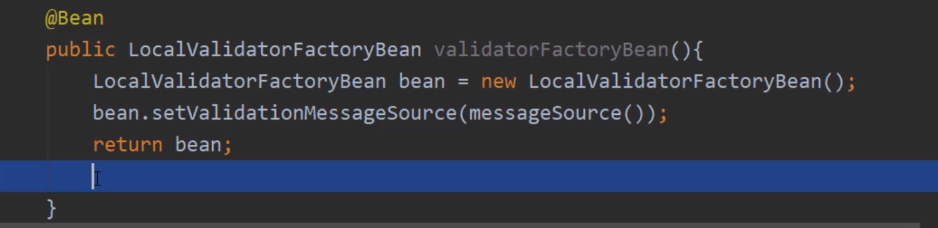 @Bean
public LocalValidatorFactoryBean validatorFactoryBean(){
    LocalValidatorFactoryBean bean = new LocalValidatorFactoryBean();
    bean.setValidationMessageSource(messageSource());
    return bean;
}